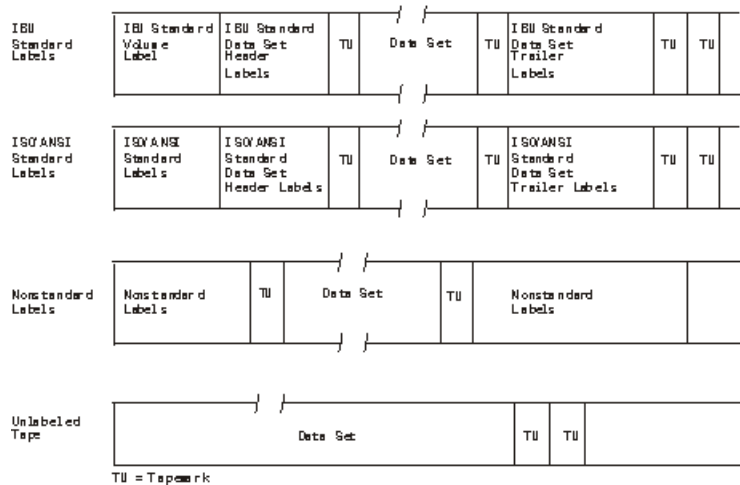 IBM
Standard
Labels
IBM Standard
Volume
Label
IBM Standard
Data Set
Header
Labels
TM
Data Set
TM
IBM Standard
Data Set
Trailer
Labels
TM
TM
ISO/ANSI
Standard
Labels
ISO/ANSI
Standard
Labels
ISO/ANSI
Standard
Data Set
Header Labels
TM
Data Set
TM
ISO/ANSI
Standard
Data Set
Trailer Labels
TM
TM
Nonstandard
Labels
Nonstandard
Labels
TM
Data Set
TM
Nonstandard
Labels
Unlabeled
Tape
Data Set
TM
TM
TM = Tapemark